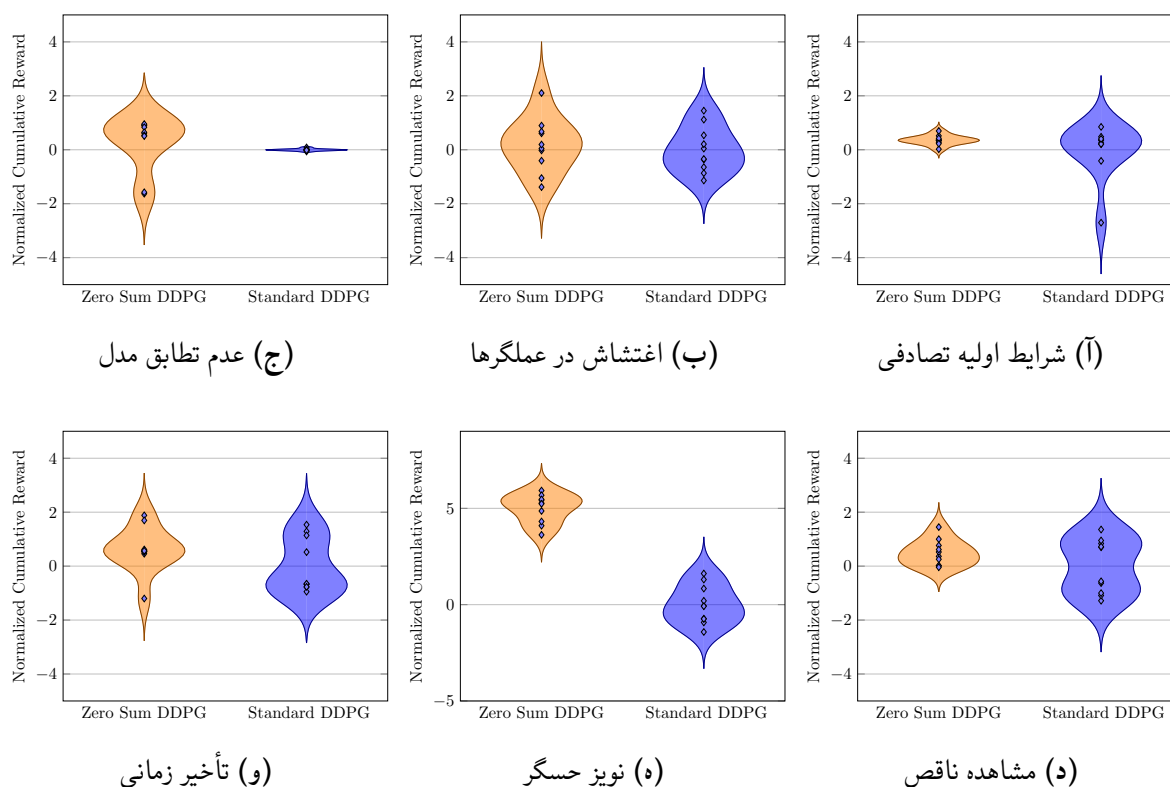 Normalized Cumulative Reward
4
2
0
−2
−4
Zero Sum DDPG Standard DDPG
(ج) عدم تطابق مدل
Normalized Cumulative Reward
4
2
0
−2
−4
Zero Sum DDPG Standard DDPG
(ب) اغتشاش در عملگرها
Normalized Cumulative Reward
4
2
0
−2
−4
Zero Sum DDPG Standard DDPG
(آ) شرایط اولیه تصادفی
Normalized Cumulative Reward
4
2
0
−2
−4
Zero Sum DDPG Standard DDPG
(و) تأخیر زمانی
Normalized Cumulative Reward
5
0
−5
Zero Sum DDPG Standard DDPG
(ه) نویز حسگر
Normalized Cumulative Reward
4
2
0
−2
−4
Zero Sum DDPG Standard DDPG
(د) مشاهده ناقص